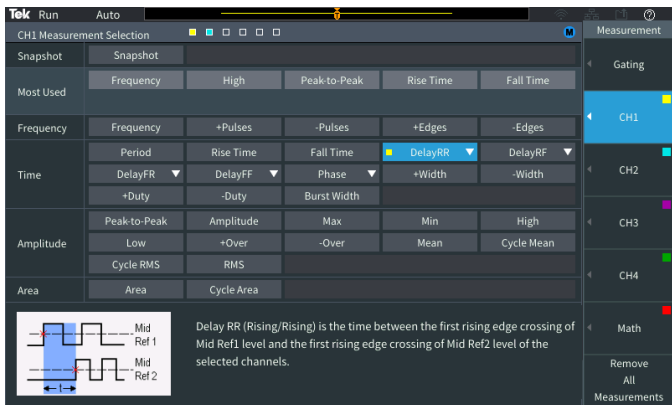 Tek Run Auto
CH1 Measurement Selection M Measurement
Snapshot Snapshot
Gating
Most Used Frequency High Peak-to-Peak Rise Time Fall Time
CH1
Frequency Frequency +Pulses -Pulses +Edges -Edges
Time Period Rise Time Fall Time DelayRR DelayRF
DelayFR DelayFF Phase +Width -Width
CH2
+Duty -Duty Burst Width
Amplitude Peak-to-Peak Amplitude Max Min High
CH3
Low +Over -Over Mean Cycle Mean
Cycle RMS RMS
CH4
Area Area Cycle Area
Mid
Ref 1
Mid
Ref 2
t
Delay RR (Rising/Rising) is the time between the first rising edge crossing of
Mid Ref1 level and the first rising edge crossing of Mid Ref2 level of the
selected channels.
Math
Remove
All
Measurements